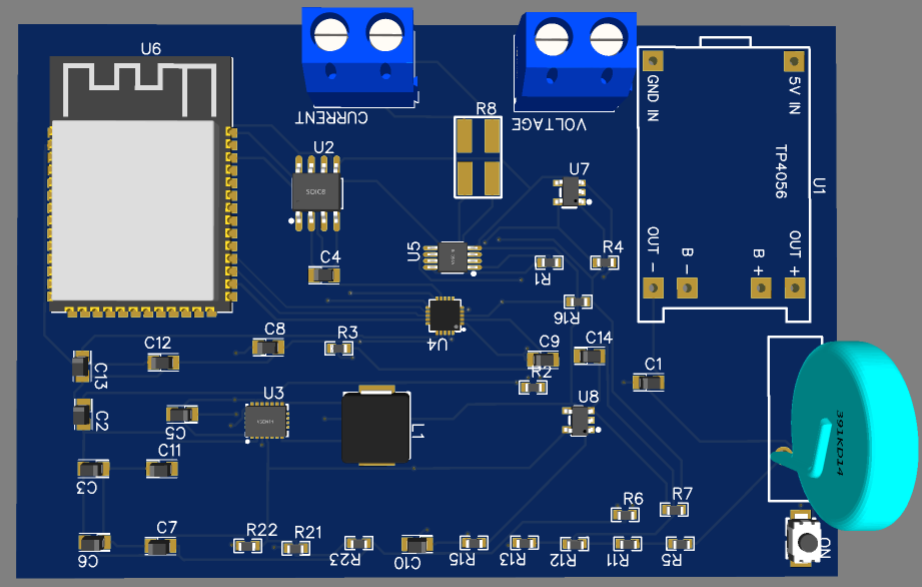 U6
CURRENT
VOLTAGE
R8
GND IN
5V IN
TP4056
U1
OUT -
B -
B +
OUT +
U2
SOIC8
U7
U5
C4
R1
R4
R16
U4
C8
R3
C12
C13
C9
C14
R2
C1
U3
C2
C5
L1
U8
391KD14
C3
C11
R6
R7
C6
C7
R22
R21
R23
C10
R15
R13
R12
R11
R5
ON